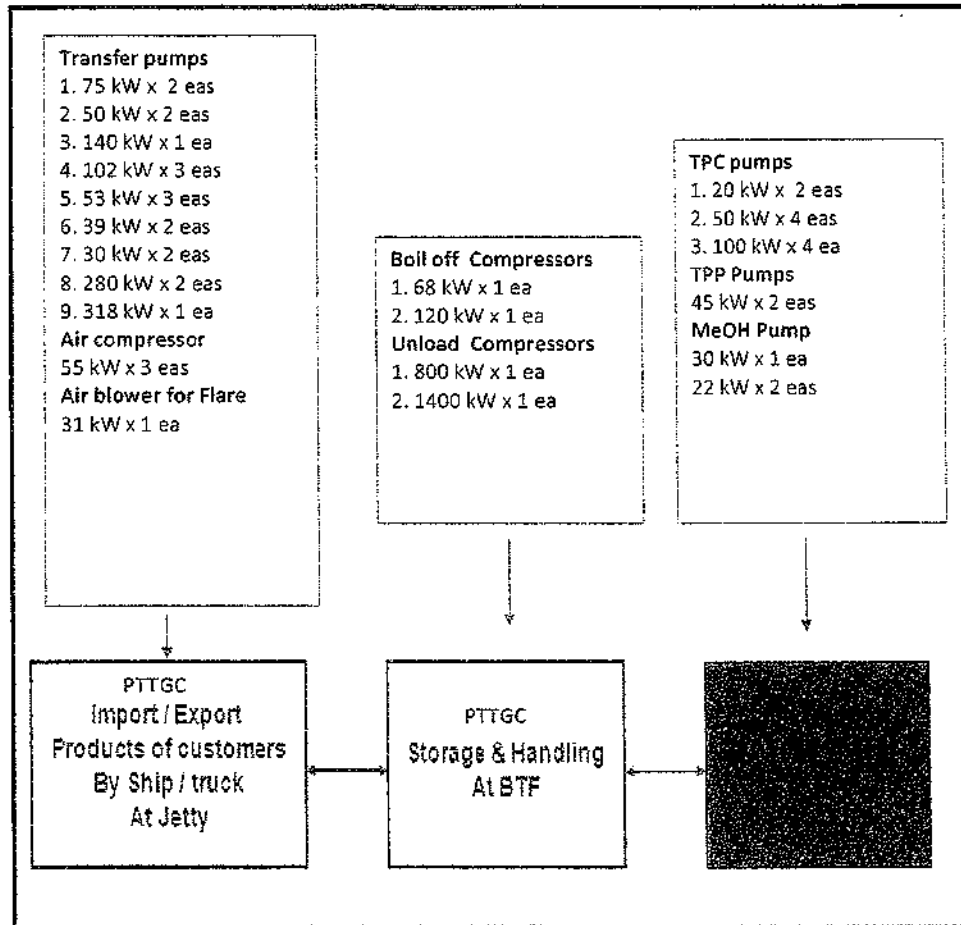 Transfer pumps
1. 75 kW x 2 eas
2. 50 kW x 2 eas
3. 140 kW x 1 ea
4. 102 kW x 3 eas
5. 53 kW x 3 eas
6. 39 kW x 2 eas
7. 30 kW x 2 eas
8. 280 kW x 2 eas
9. 318 kW x 1 ea
Air compressor
55 kW x 3 eas
Air blower for Flare
31 kW x 1 ea
Boil off Compressors
1. 68 kW x 1 ea
2. 120 kW x 1 ea
Unload Compressors
1. 800 kW x 1 ea
2. 1400 kW x 1 ea
TPC pumps
1. 20 kW x 2 eas
2. 50 kW x 4 eas
3. 100 kW x 4 ea
TPP Pumps
45 kW x 2 eas
MeOH Pump
30 kW x 1 ea
22 kW x 2 eas
PTTGC
Import / Export
Products of customers
By Ship / truck
At Jetty
PTTGC
Storage & Handling
At BTF